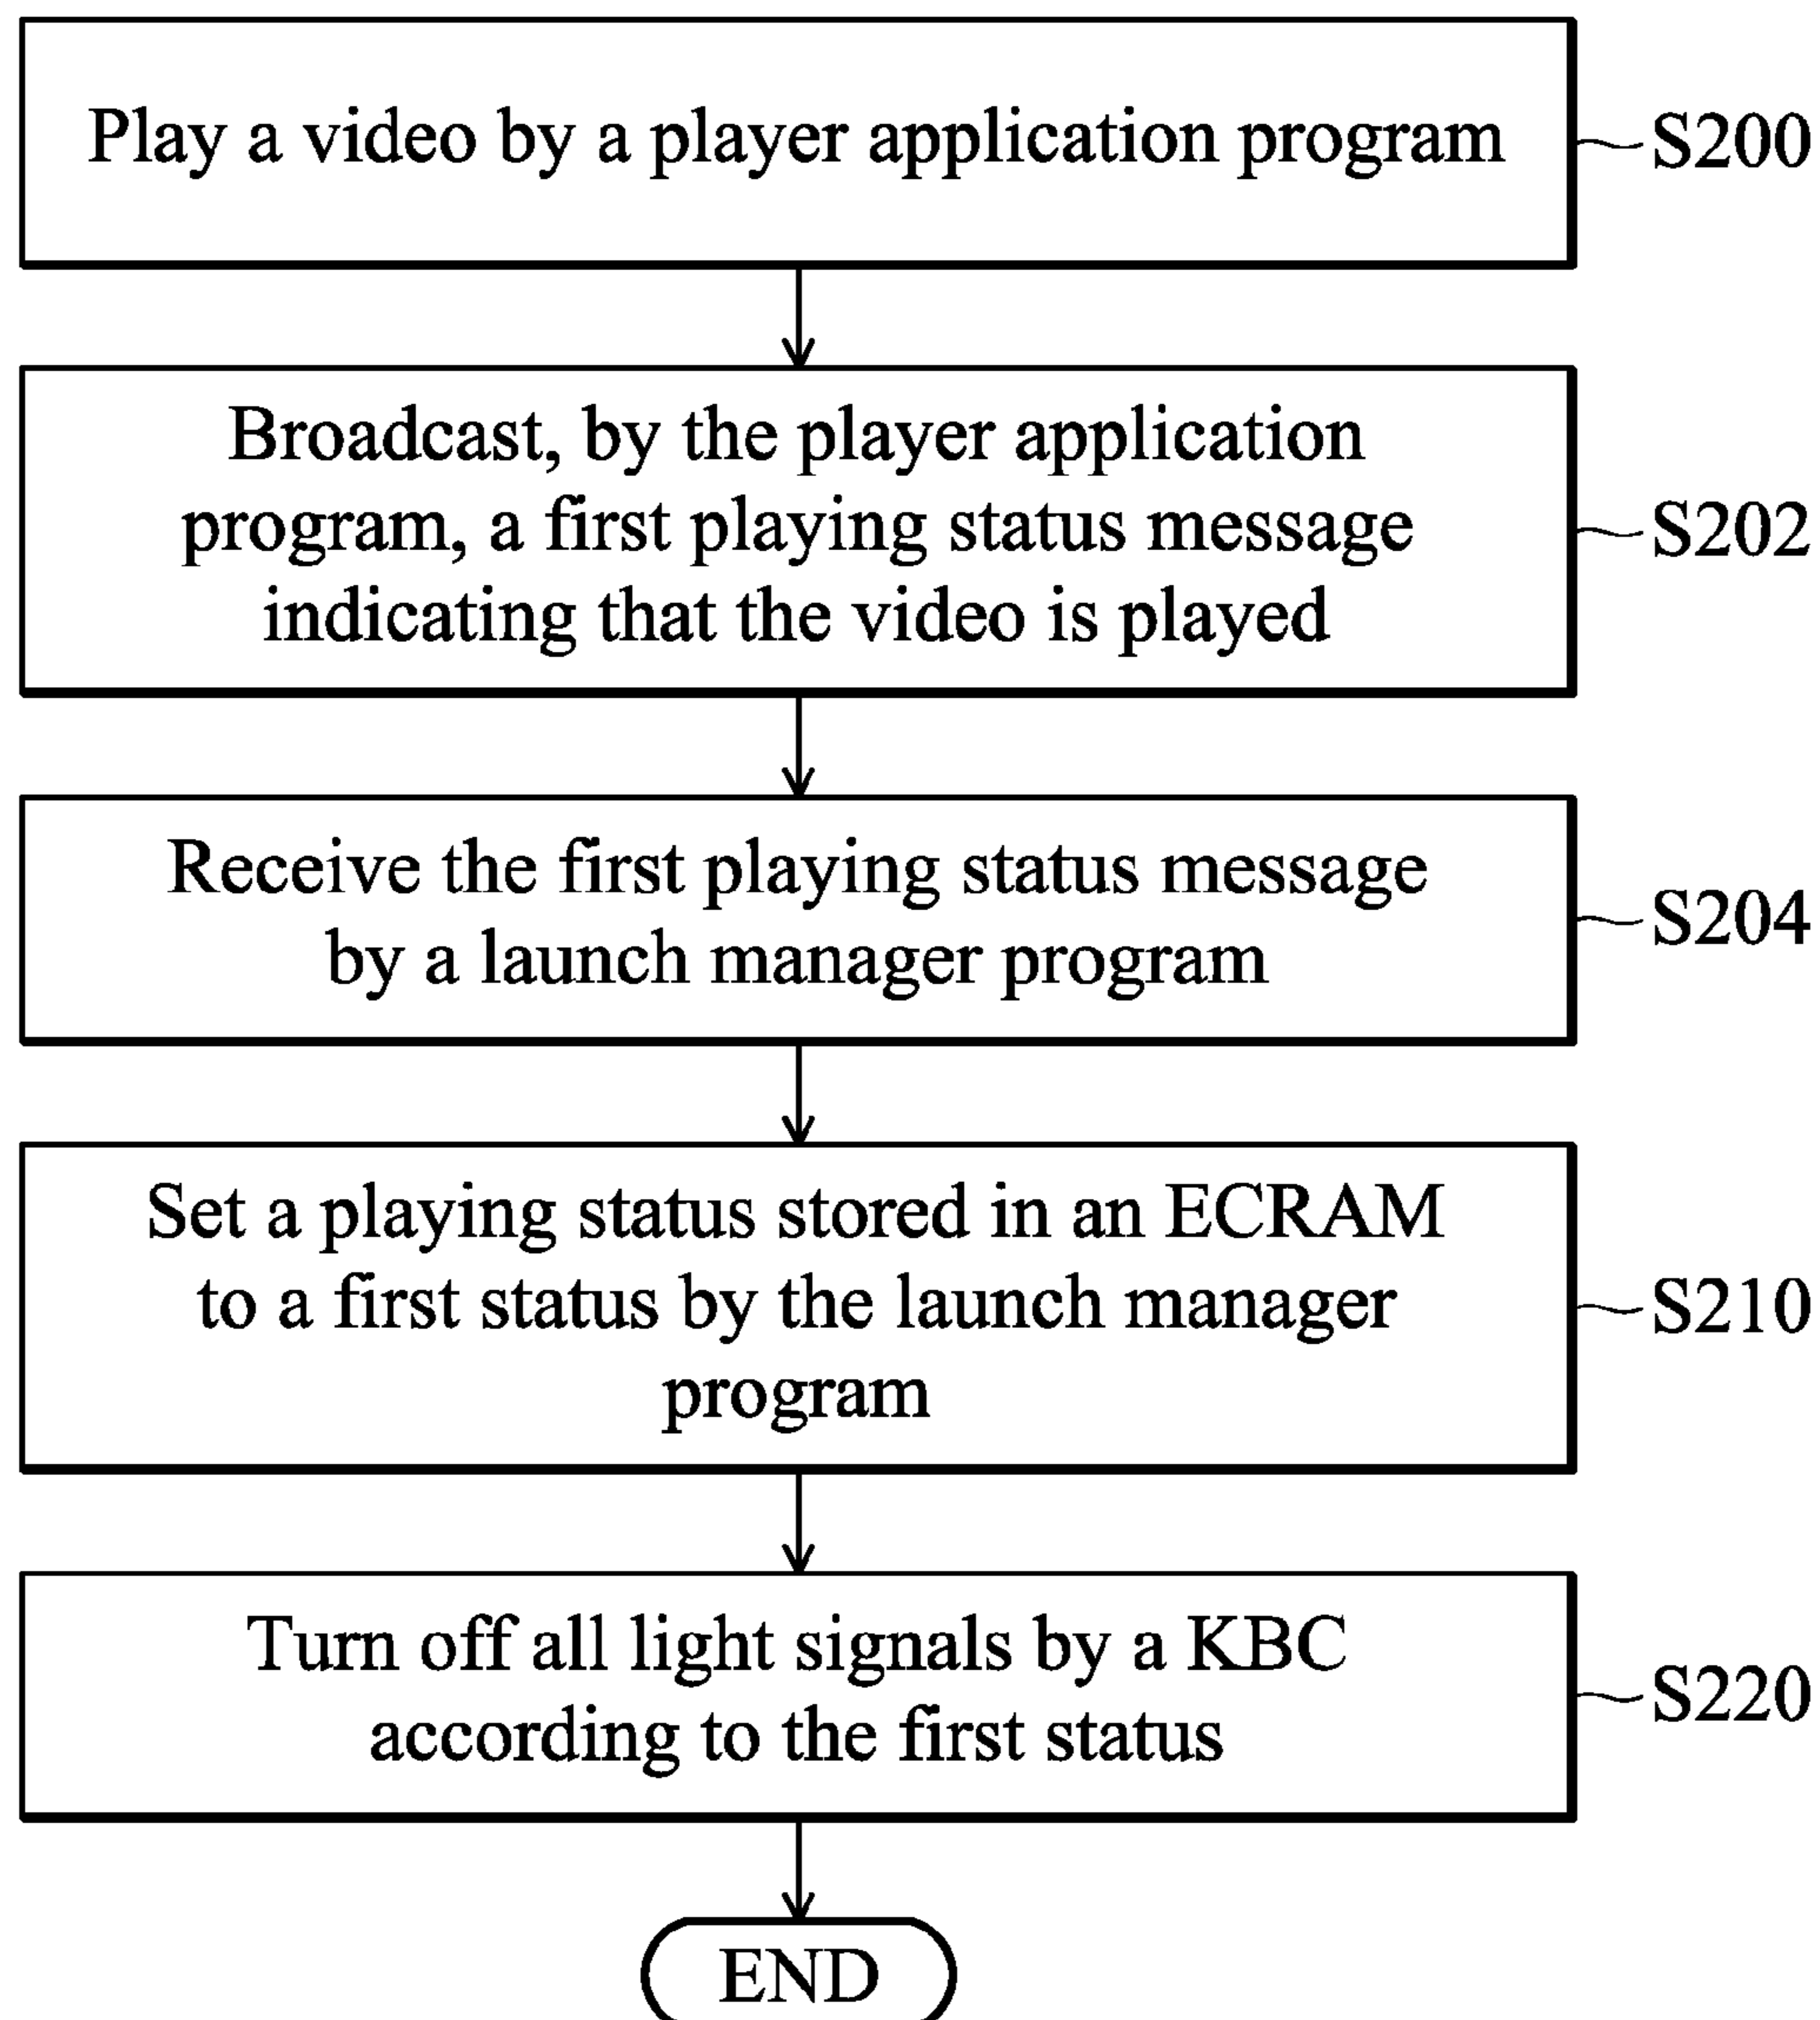 Play a video by a player application program
S200
Broadcast, by the player application
program, a first playing status message
indicating that the video is played
S202
Receive the first playing status message
by a launch manager program
S204
Set a playing status stored in an ECRAM
to a first status by the launch manager
program
S210
Turn off all light signals by a KBC
according to the first status
S220
END